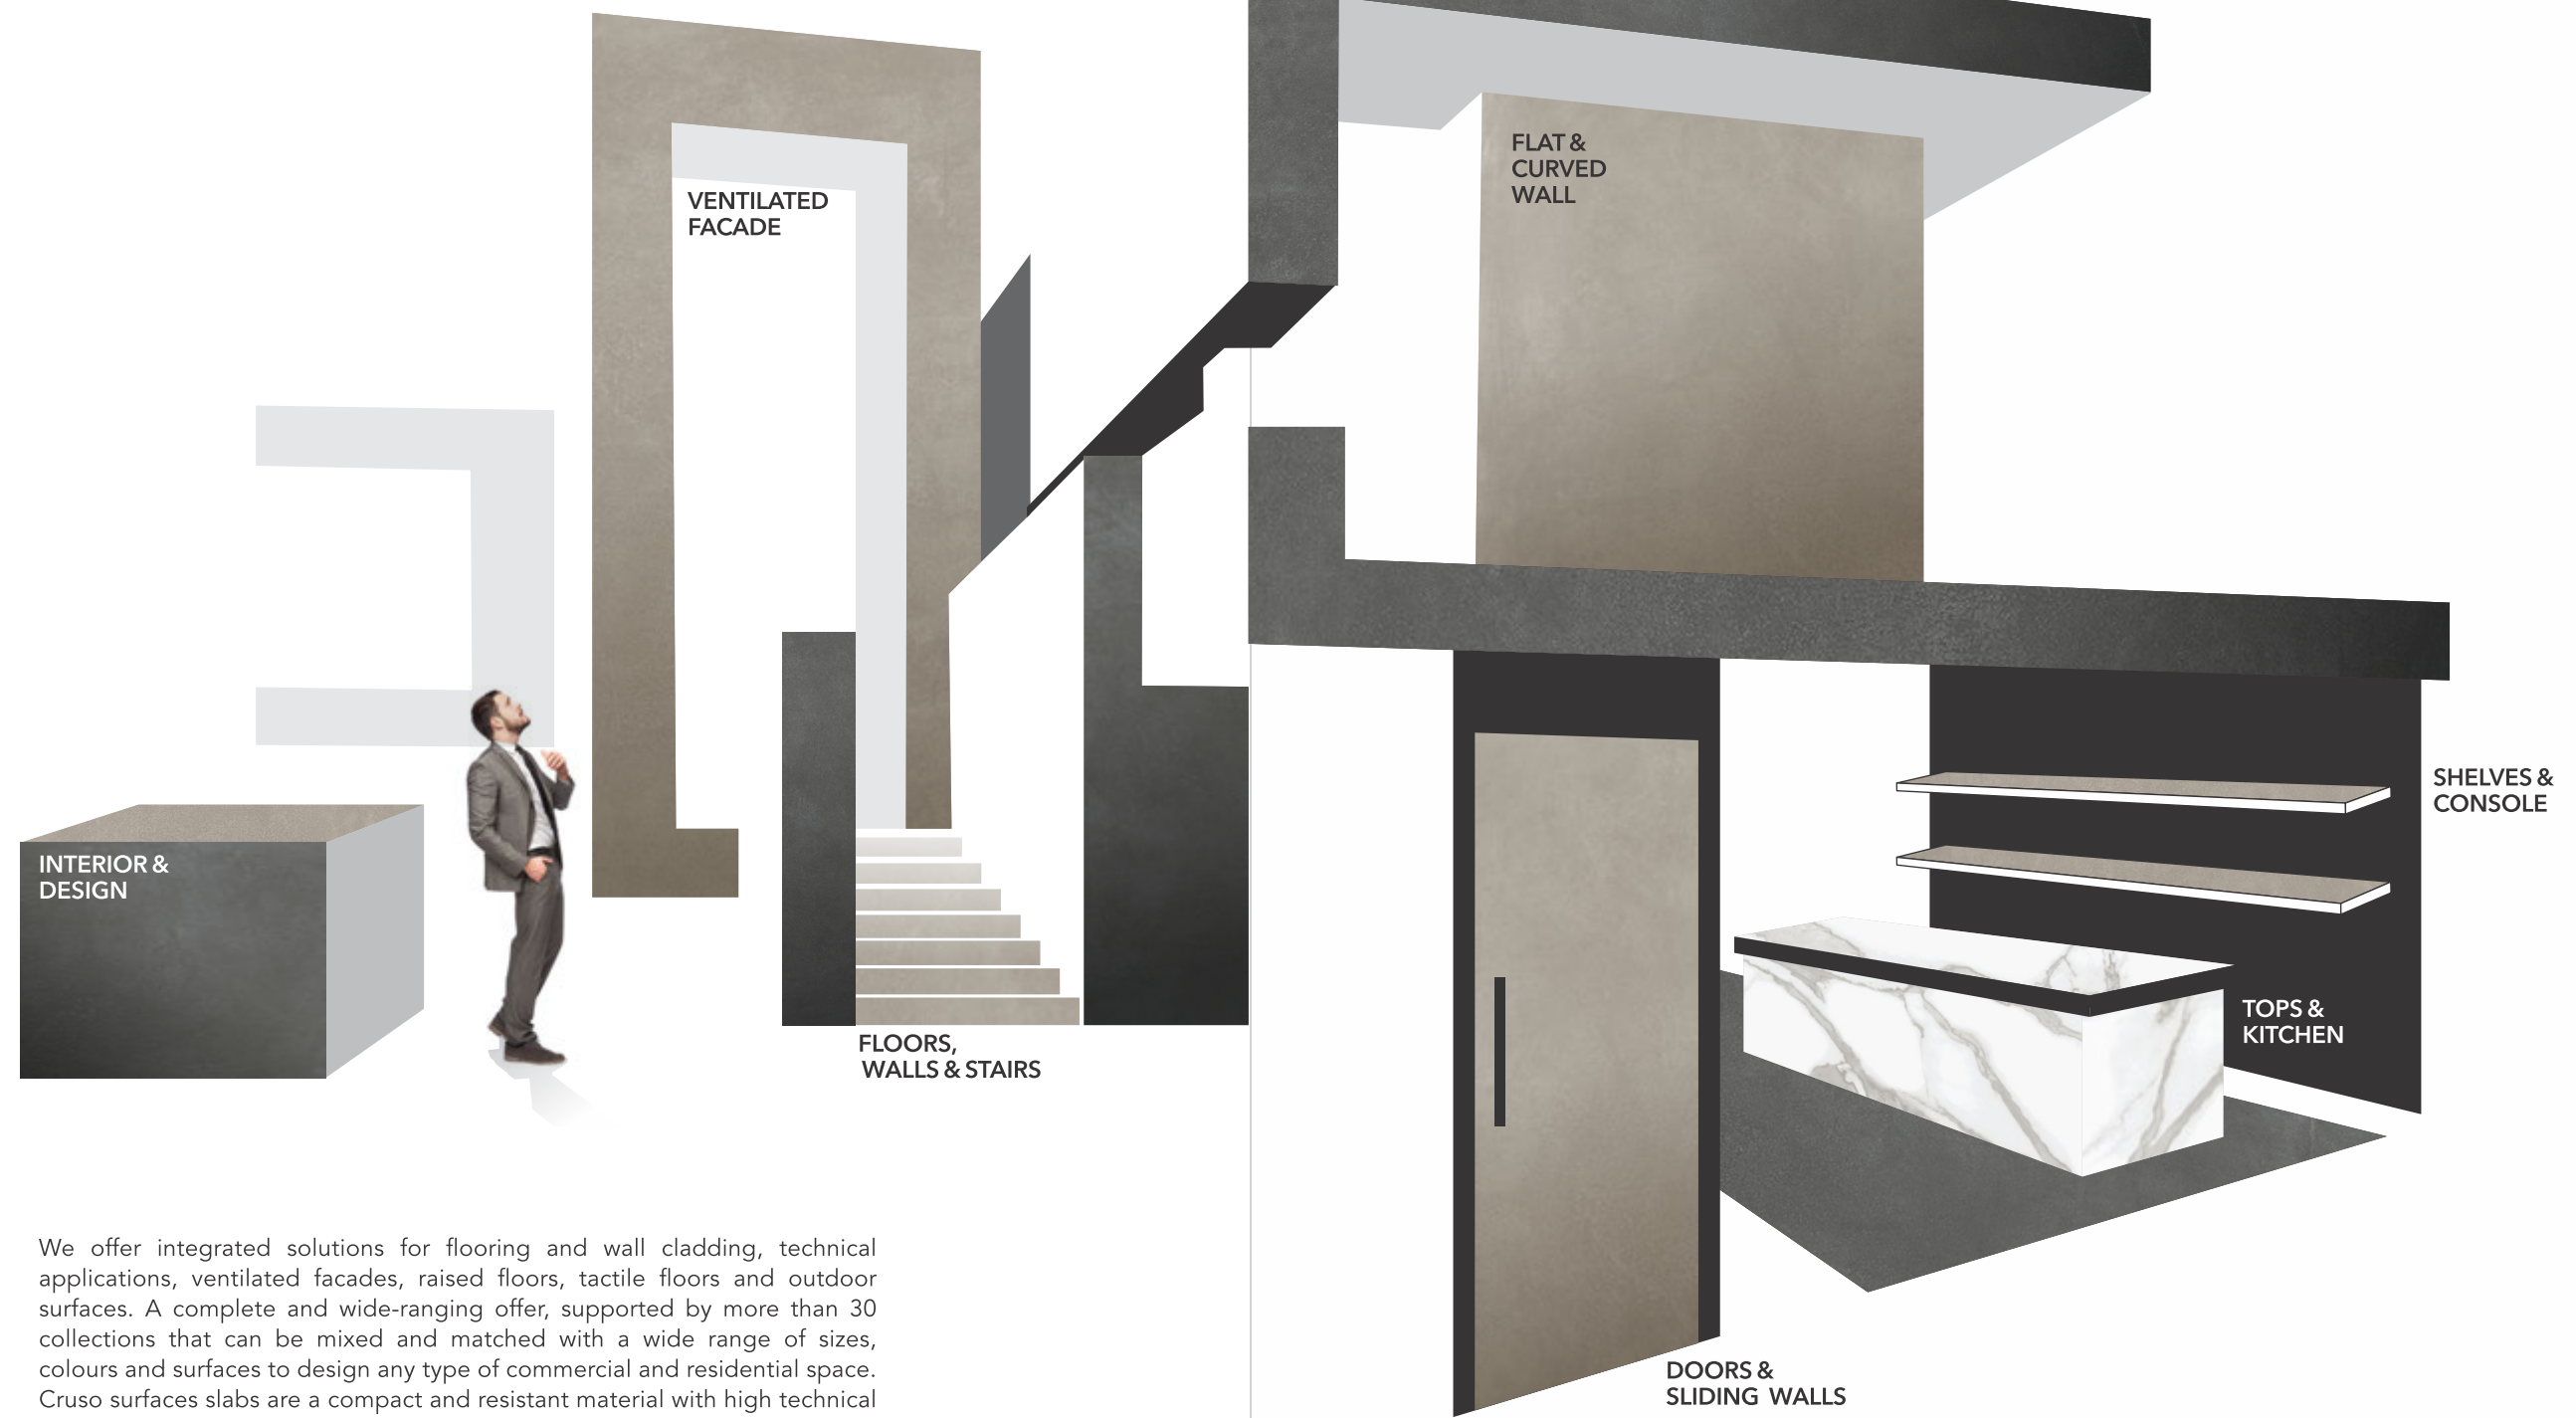 VENTILATED
FACADE
FLAT &
CURVED
WALL
INTERIOR &
DESIGN
SHELVES &
CONSOLE
TOPS &
KITCHEN
FLOORS,
WALLS & STAIRS
DOORS &
SLIDING WALLS
We offer integrated solutions for flooring and wall cladding, technical
applications, ventilated facades, raised floors, tactile floors and outdoor
surfaces. A complete and wide-ranging offer, supported by more than 30
collections that can be mixed and matched with a wide range of sizes,
colours and surfaces to design any type of commercial and residential space.
Cruso surfaces slabs are a compact and resistant material with high technical